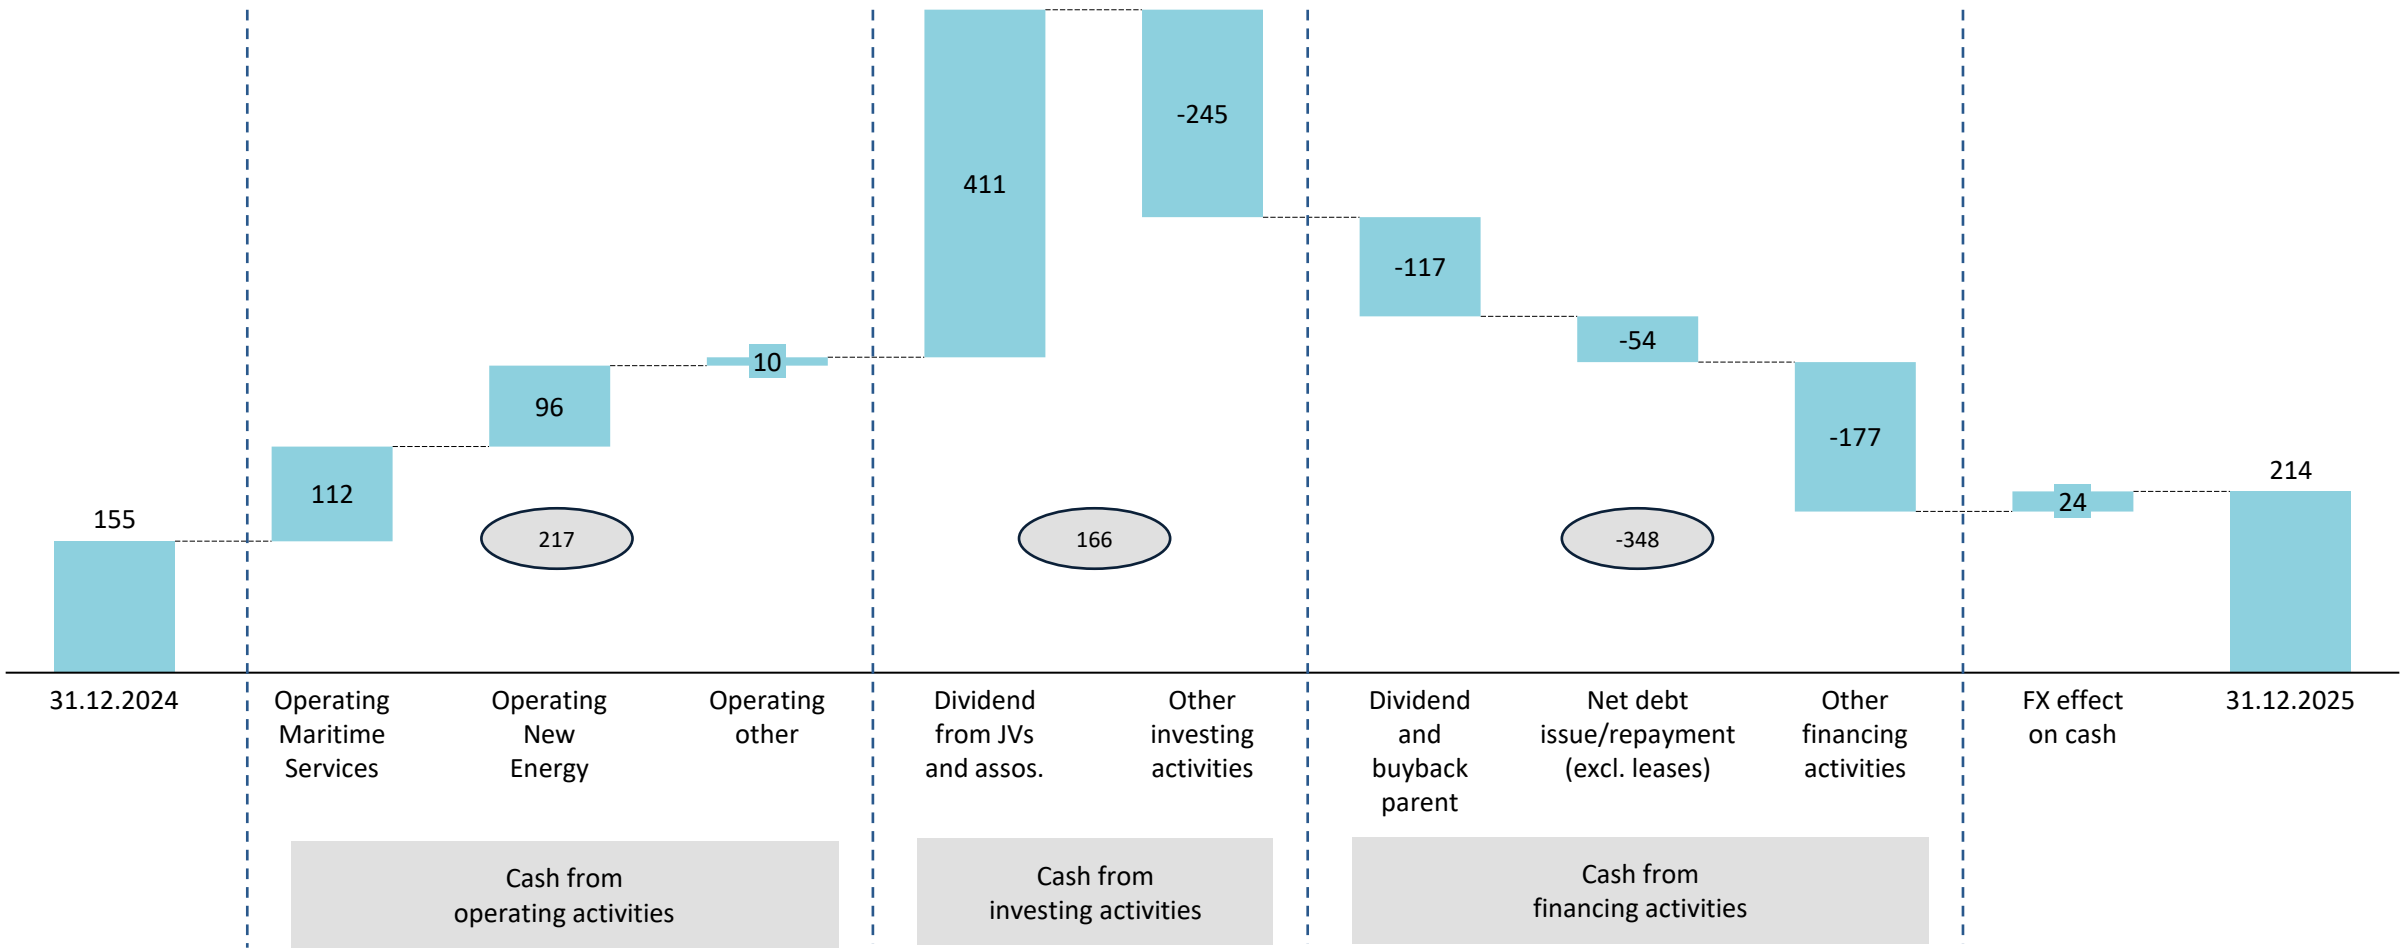 411
-245
-117
-54
10
96
-177
112
155
24
214
217
166
-348
31.12.2024
Operating
Maritime
Services
Operating
New
Energy
Operating
other
Dividend
from JVs
and assos.
Other
investing
activities
Dividend
and
buyback
parent
Net debt
issue/repayment
(excl. leases)
Other
financing
activities
FX effect
on cash
31.12.2025
Cash from
operating activities
Cash from
investing activities
Cash from
financing activities